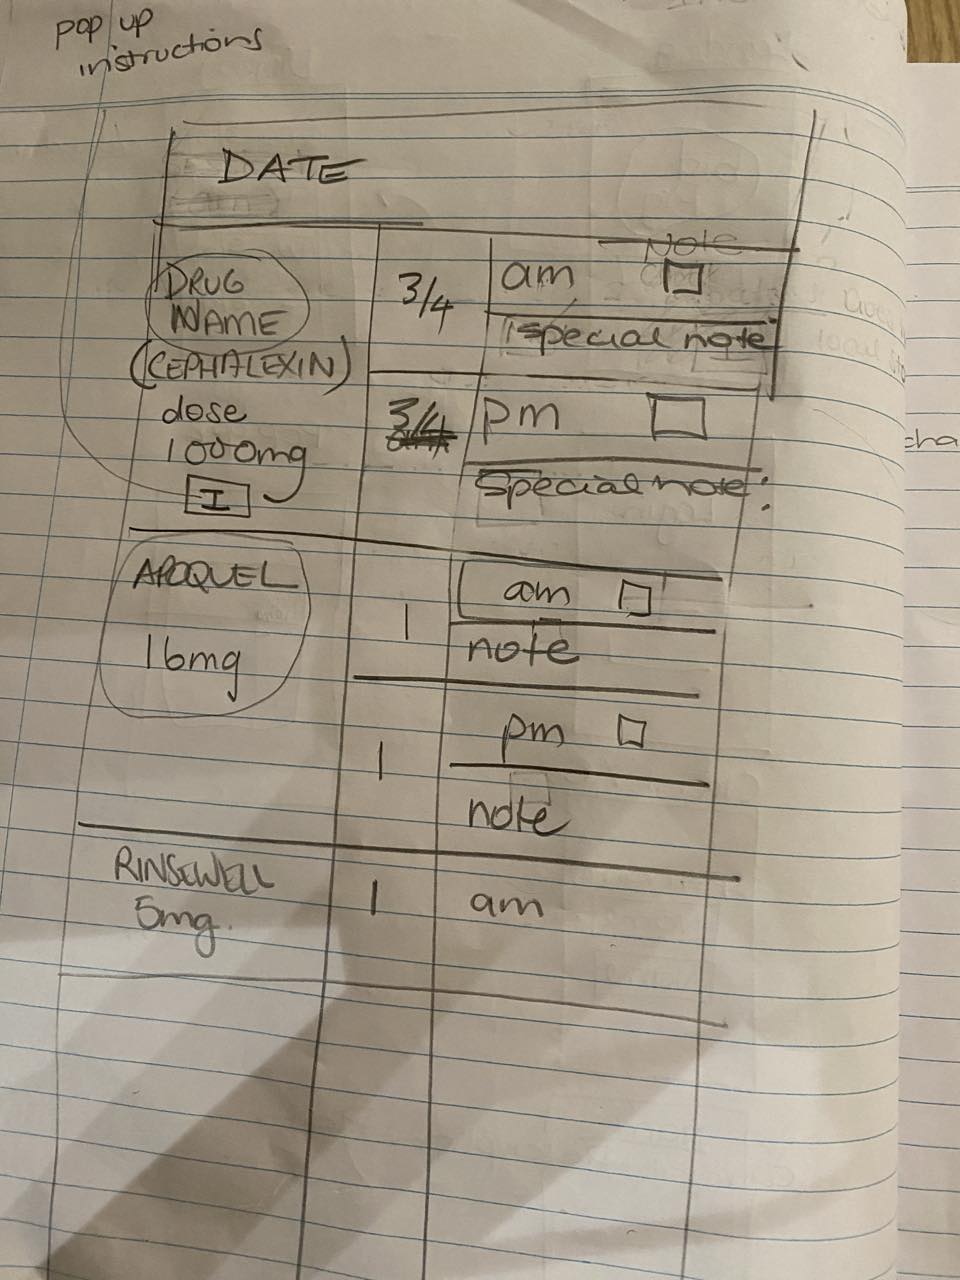 pop up
instructions
DATE
Note
DRUG
NAME
(CEPHALEXIN)
dose
1000mg
I
3/4
am
special note:
3/4
pm
Special note:
APOQUEL
16mg
1
am
note
1
pm
note
RINSEWELL
5mg.
1
am
cha